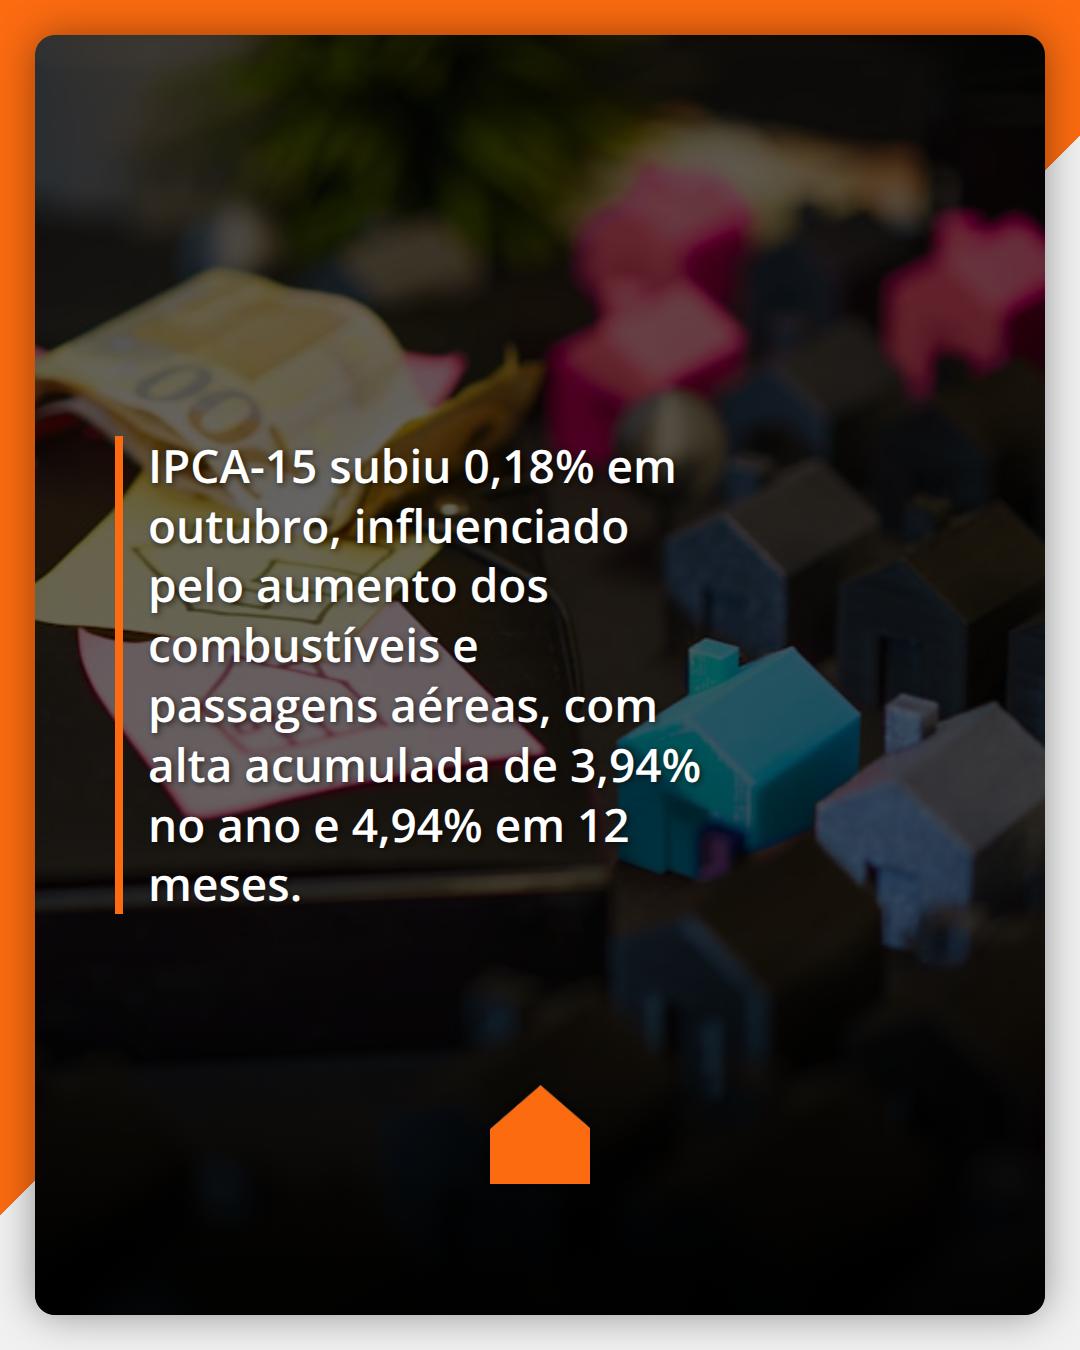 IPCA-15 subiu 0,18% em
outubro, influenciado
pelo aumento dos
combustíveis e
passagens aéreas, com
alta acumulada de 3,94%
no ano e 4,94% em 12
meses.